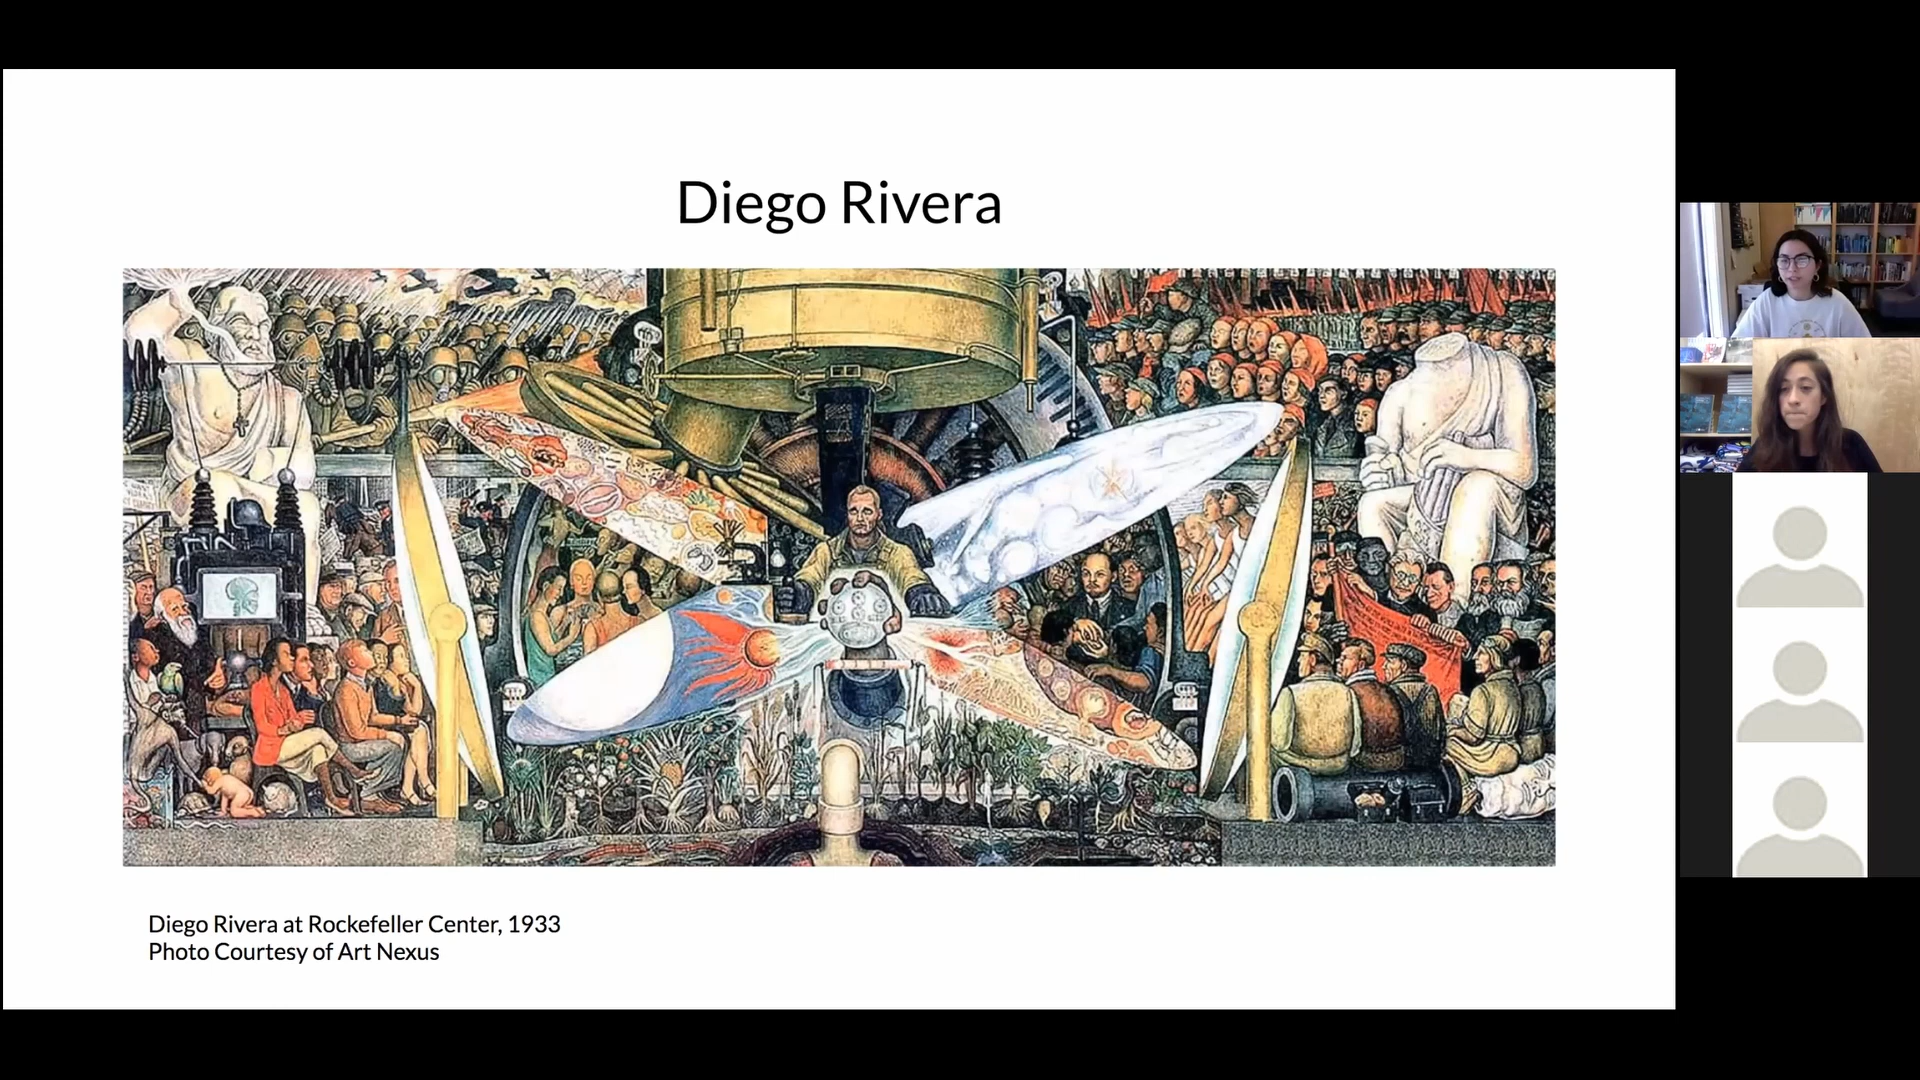 Diego Rivera
Diego Rivera at Rockefeller Center, 1933
Photo Courtesy of Art Nexus